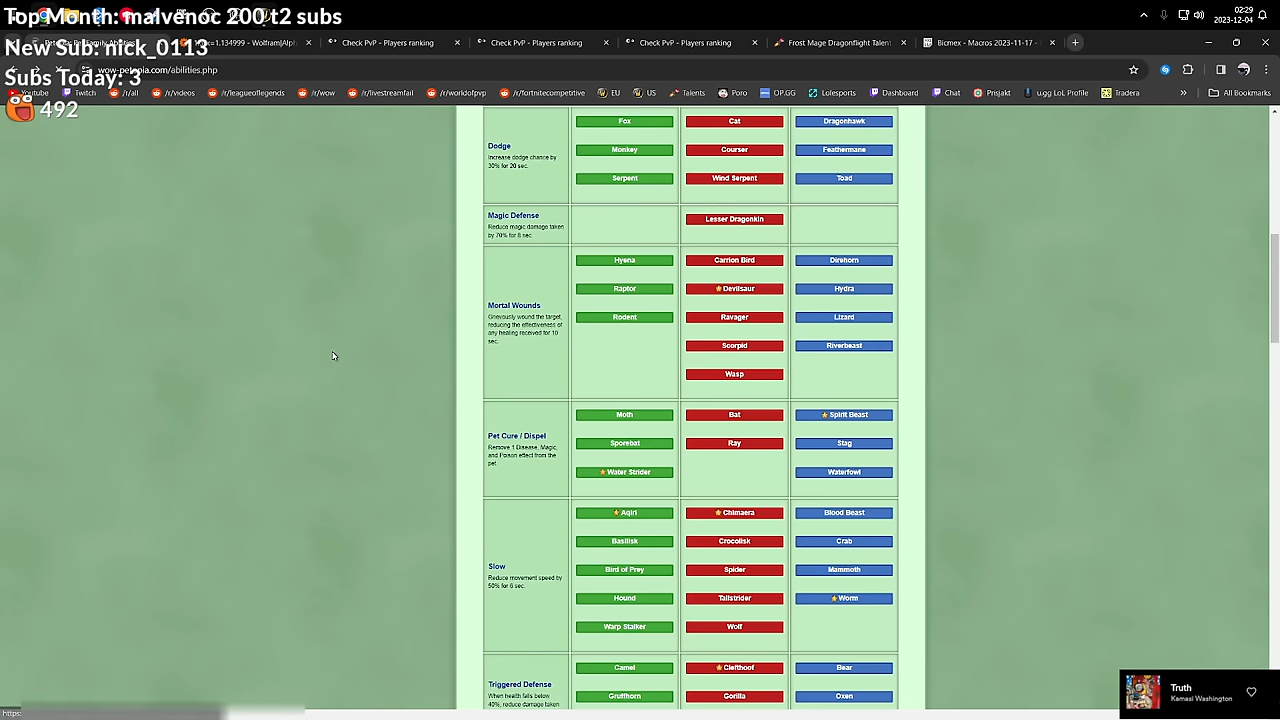 Top Month: malvenoc 200 t2 subs
02:29
2023-12-04
New Sub: nick_0113
Check PvP - Players ranking
Check PvP - Players ranking
Check PvP - Players ranking
Frost Mage Dragonflight Talent
Bicmex - Macros 2023-11-17 -
Subs Today: 3
wow-petopia.com/abilities.php
Youtube
Twitch
/r/all
/r/videos
/r/leagueoflegends
/r/wow
/r/livestreamfail
/r/worldofpvp
/r/fortnitecompetitive
EU
US
Talents
Poro
OP.GG
Lolesports
Dashboard
Chat
Prisjakt
u.gg LoL Profile
Tradera
All Bookmarks
492
Dodge
Increase dodge chance by
30% for 20 sec.
Fox
Cat
Dragonhawk
Monkey
Courser
Feathermane
Serpent
Wind Serpent
Toad
Magic Defense
Reduce magic damage taken
by 70% for 8 sec.
Lesser Dragonkin
Mortal Wounds
Grievously wound the target,
reducing the effectiveness of
any healing received for 10
sec.
Hyena
Carrion Bird
Direhorn
Raptor
Devilsaur
Hydra
Rodent
Ravager
Lizard
Scorpid
Riverbeast
Wasp
Pet Cure / Dispel
Remove 1 Disease, Magic,
and Poison effect from the
pet.
Moth
Bat
Spirit Beast
Sporebat
Ray
Stag
Water Strider
Waterfowl
Slow
Reduce movement speed by
50% for 6 sec.
Aqiri
Chimaera
Blood Beast
Basilisk
Crocolisk
Crab
Bird of Prey
Spider
Mammoth
Hound
Tallstrider
Worm
Warp Stalker
Wolf
Triggered Defense
When health falls below
40%, reduce damage taken
Camel
Clefthoof
Bear
Gruffhorn
Gorilla
Oxen
https:
Truth
Kamasi Washington